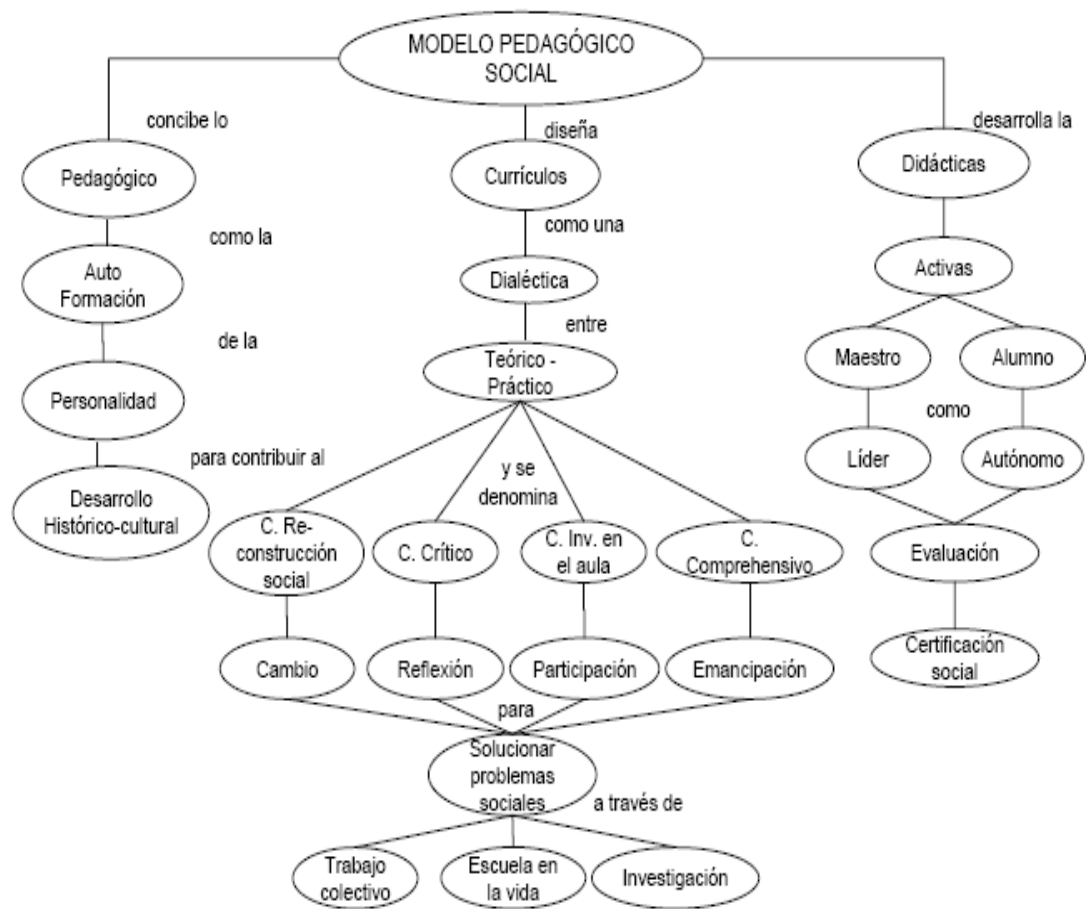 MODELO PEDAGÓGICO
SOCIAL
concibe lo
diseña
desarrolla la
Pedagógico
Currículos
Didácticas
como la
como una
Auto
Formación
Dialéctica
Activas
de la
entre
Teórico -
Práctico
Maestro
Alumno
Personalidad
como
para contribuir al
y se
denomina
Líder
Autónomo
Desarrollo
Histórico-cultural
C. Re-
construcción
social
C. Crítico
C. Inv. en
el aula
C.
Comprehensivo
Evaluación
Cambio
Reflexión
Participación
Emancipación
Certificación
social
para
Solucionar
problemas
sociales
a través de
Trabajo
colectivo
Escuela en
la vida
Investigación